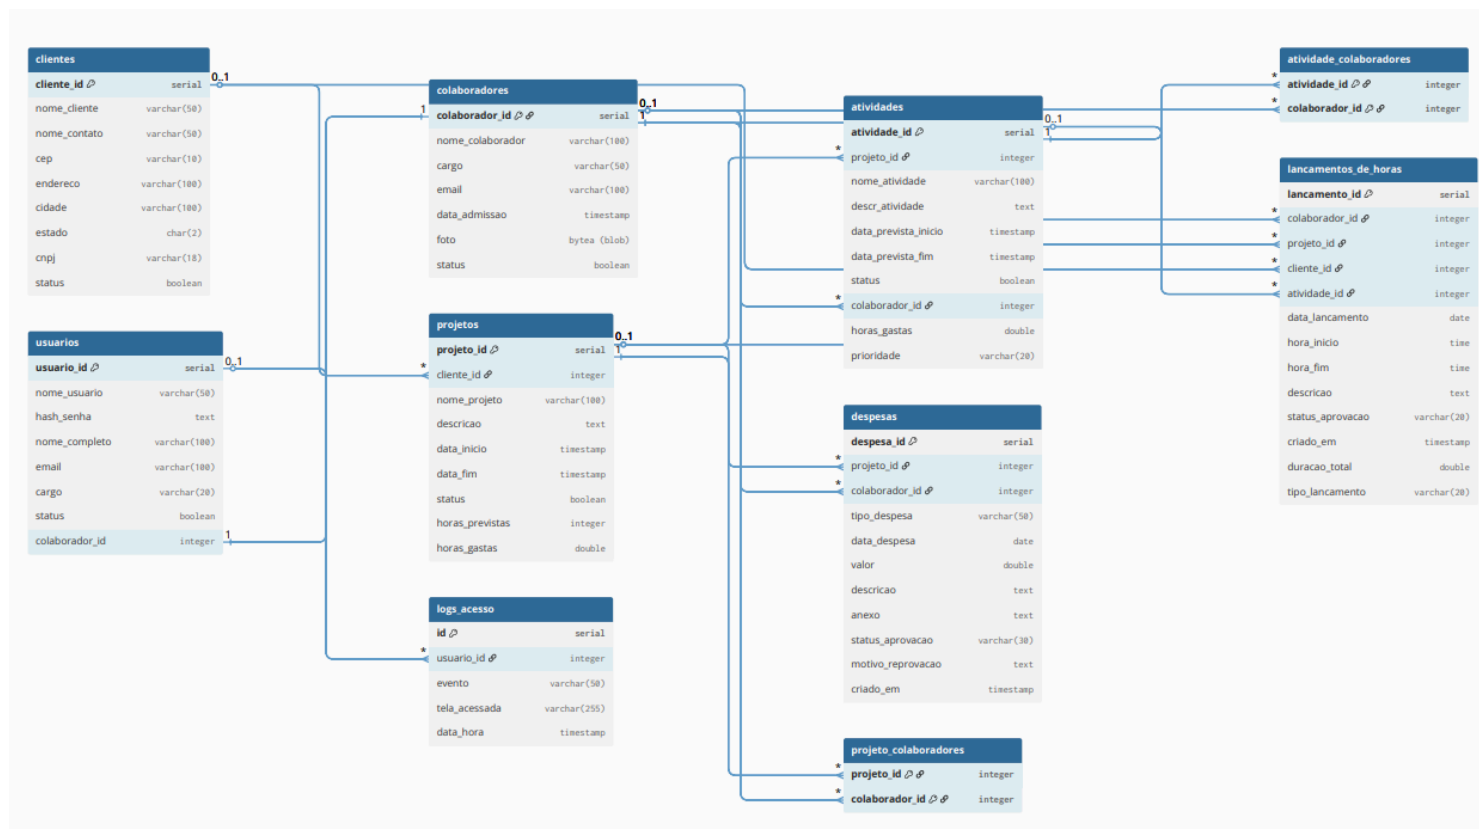 clientes
cliente_id serial 0..1
nome_cliente varchar(50)
nome_contato varchar(50)
cep varchar(10)
endereco varchar(100)
cidade varchar(100)
estado char(2)
cnpj varchar(18)
status boolean
usuarios
usuario_id serial 0..1
nome_usuario varchar(50)
hash_senha text
nome_completo varchar(100)
email varchar(100)
cargo varchar(20)
status boolean
colaborador_id integer 1
colaboradores
1 colaborador_id serial 0..1 1
nome_colaborador varchar(100)
cargo varchar(50)
email varchar(100)
data_admissao timestamp
foto bytea (blob)
status boolean
projetos
projeto_id serial 0..1 1
* cliente_id integer
nome_projeto varchar(100)
descricao text
data_inicio timestamp
data_fim timestamp
status boolean
horas_previstas integer
horas_gastas double
logs_acesso
id serial
* usuario_id integer
evento varchar(50)
tela_acessada varchar(255)
data_hora timestamp
atividades
atividade_id serial 0..1 1
* projeto_id integer
nome_atividade varchar(100)
descr_atividade text
data_prevista_inicio timestamp
data_prevista_fim timestamp
status boolean
* colaborador_id integer
horas_gastas double
prioridade varchar(20)
despesas
despesa_id serial
* projeto_id integer
* colaborador_id integer
tipo_despesa varchar(50)
data_despesa date
valor double
descricao text
anexo text
status_aprovacao varchar(30)
motivo_reprovacao text
criado_em timestamp
projeto_colaboradores
* projeto_id integer
* colaborador_id integer
atividade_colaboradores
* atividade_id integer
* colaborador_id integer
lancamentos_de_horas
lancamento_id serial
* colaborador_id integer
* projeto_id integer
* cliente_id integer
* atividade_id integer
data_lancamento date
hora_inicio time
hora_fim time
descricao text
status_aprovacao varchar(20)
criado_em timestamp
duracao_total double
tipo_lancamento varchar(20)